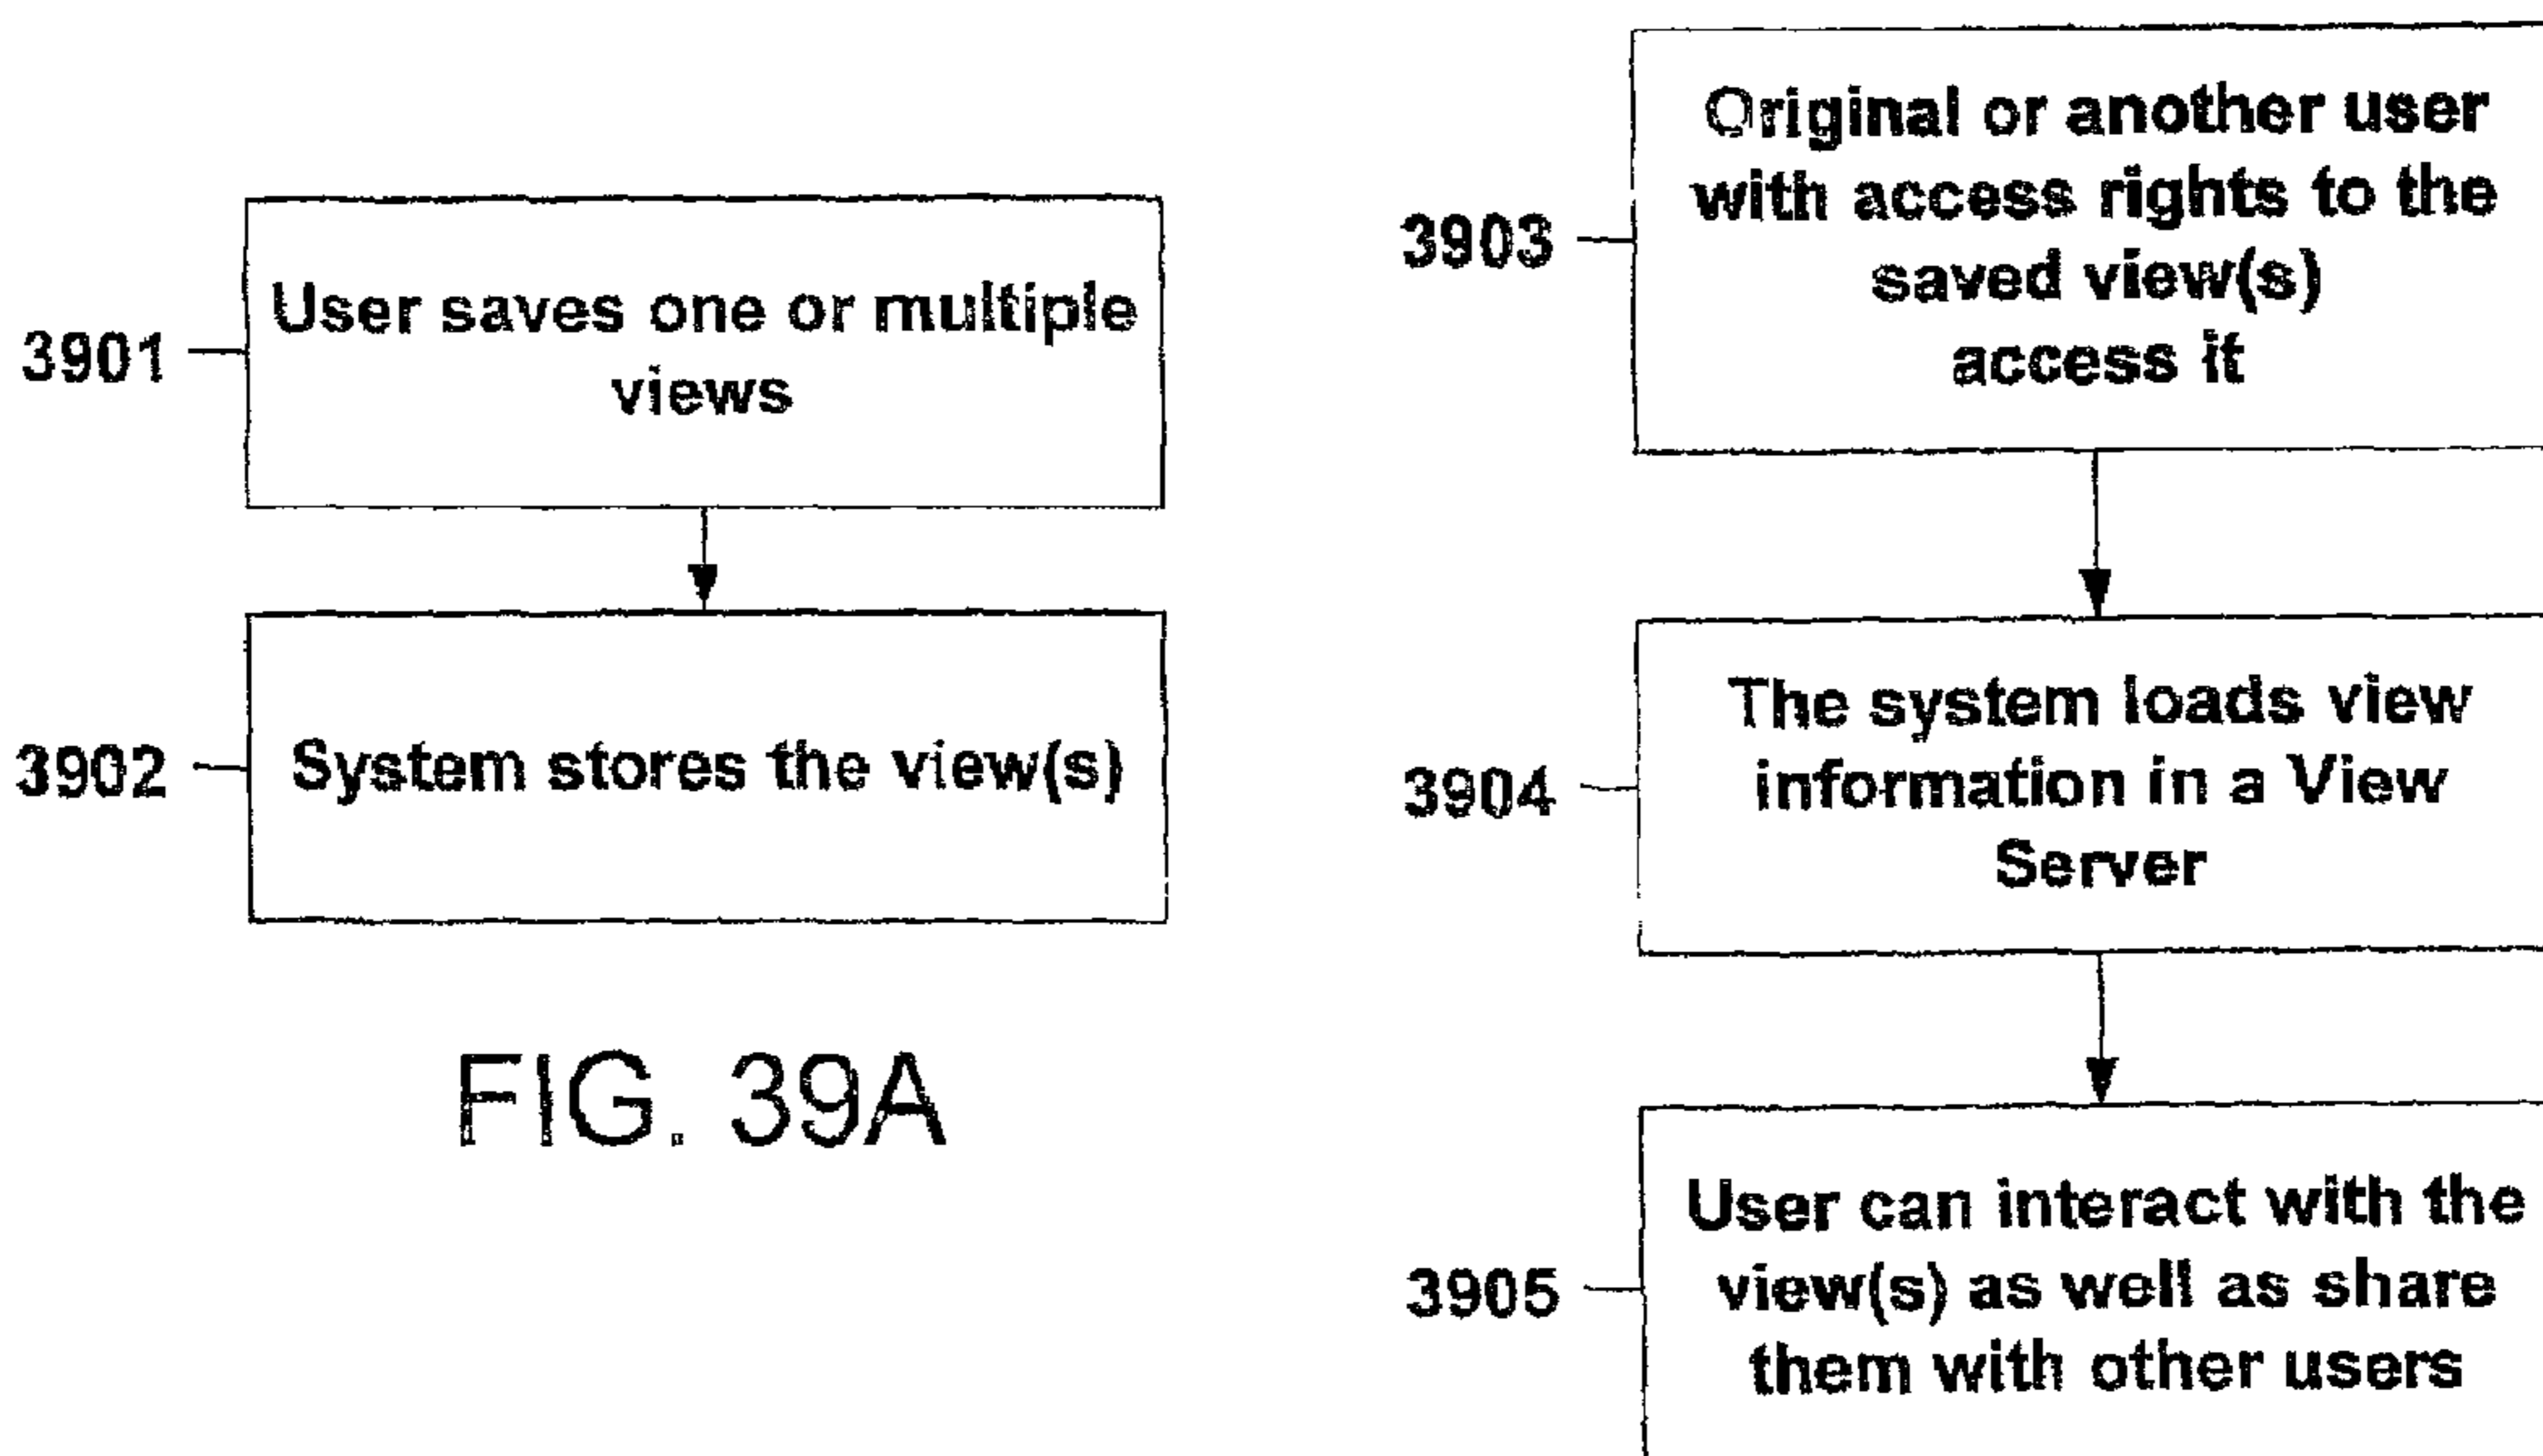 3901
User saves one or multiple
views
3902
System stores the view(s)
FIG. 39A
3903
Original or another user
with access rights to the
saved view(s)
access it
3904
The system loads view
information in a View
Server
3905
User can interact with the
view(s) as well as share
them with other users